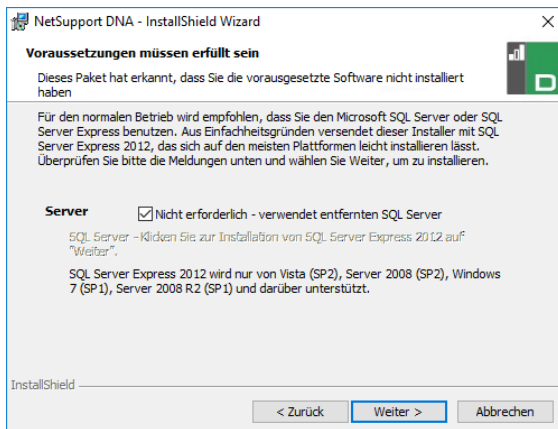 NetSupport DNA - InstallShield Wizard
Voraussetzungen müssen erfüllt sein
Dieses Paket hat erkannt, dass Sie die vorausgesetzte Software nicht installiert
haben
D
Für den normalen Betrieb wird empfohlen, dass Sie den Microsoft SQL Server oder SQL
Server Express benutzen. Aus Einfachheitsgründen versendet dieser Installer mit SQL
Server Express 2012, das sich auf den meisten Plattformen leicht installieren lässt.
Überprüfen Sie bitte die Meldungen unten und wählen Sie Weiter, um zu installieren.
Server Nicht erforderlich - verwendet entfernten SQL Server
SQL Server - Klicken Sie zur Installation von SQL Server Express 2012 auf
"Weiter".
SQL Server Express 2012 wird nur von Vista (SP2), Server 2008 (SP2), Windows
7 (SP1), Server 2008 R2 (SP1) und darüber unterstützt.
InstallShield
< Zurück Weiter > Abbrechen